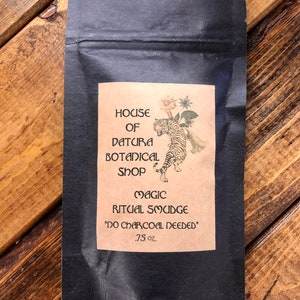 HOUSE
OF
DATURA
BOTANICAL
SHOP
MAGIC
RITUAL SMUDGE
"NO CHARCOAL NEEDED"
.75 oz.